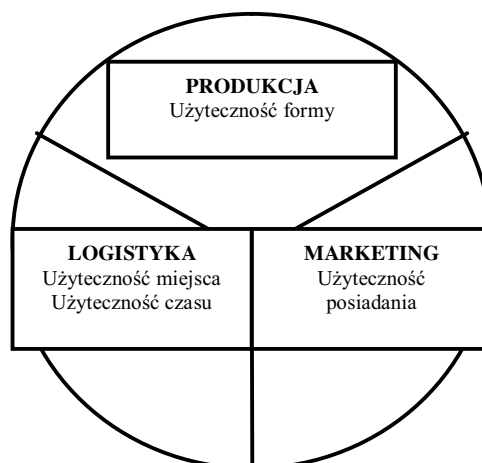 PRODUKCJA
Użyteczność formy
LOGISTYKA
Użyteczność miejsca
Użyteczność czasu
MARKETING
Użyteczność
posiadania